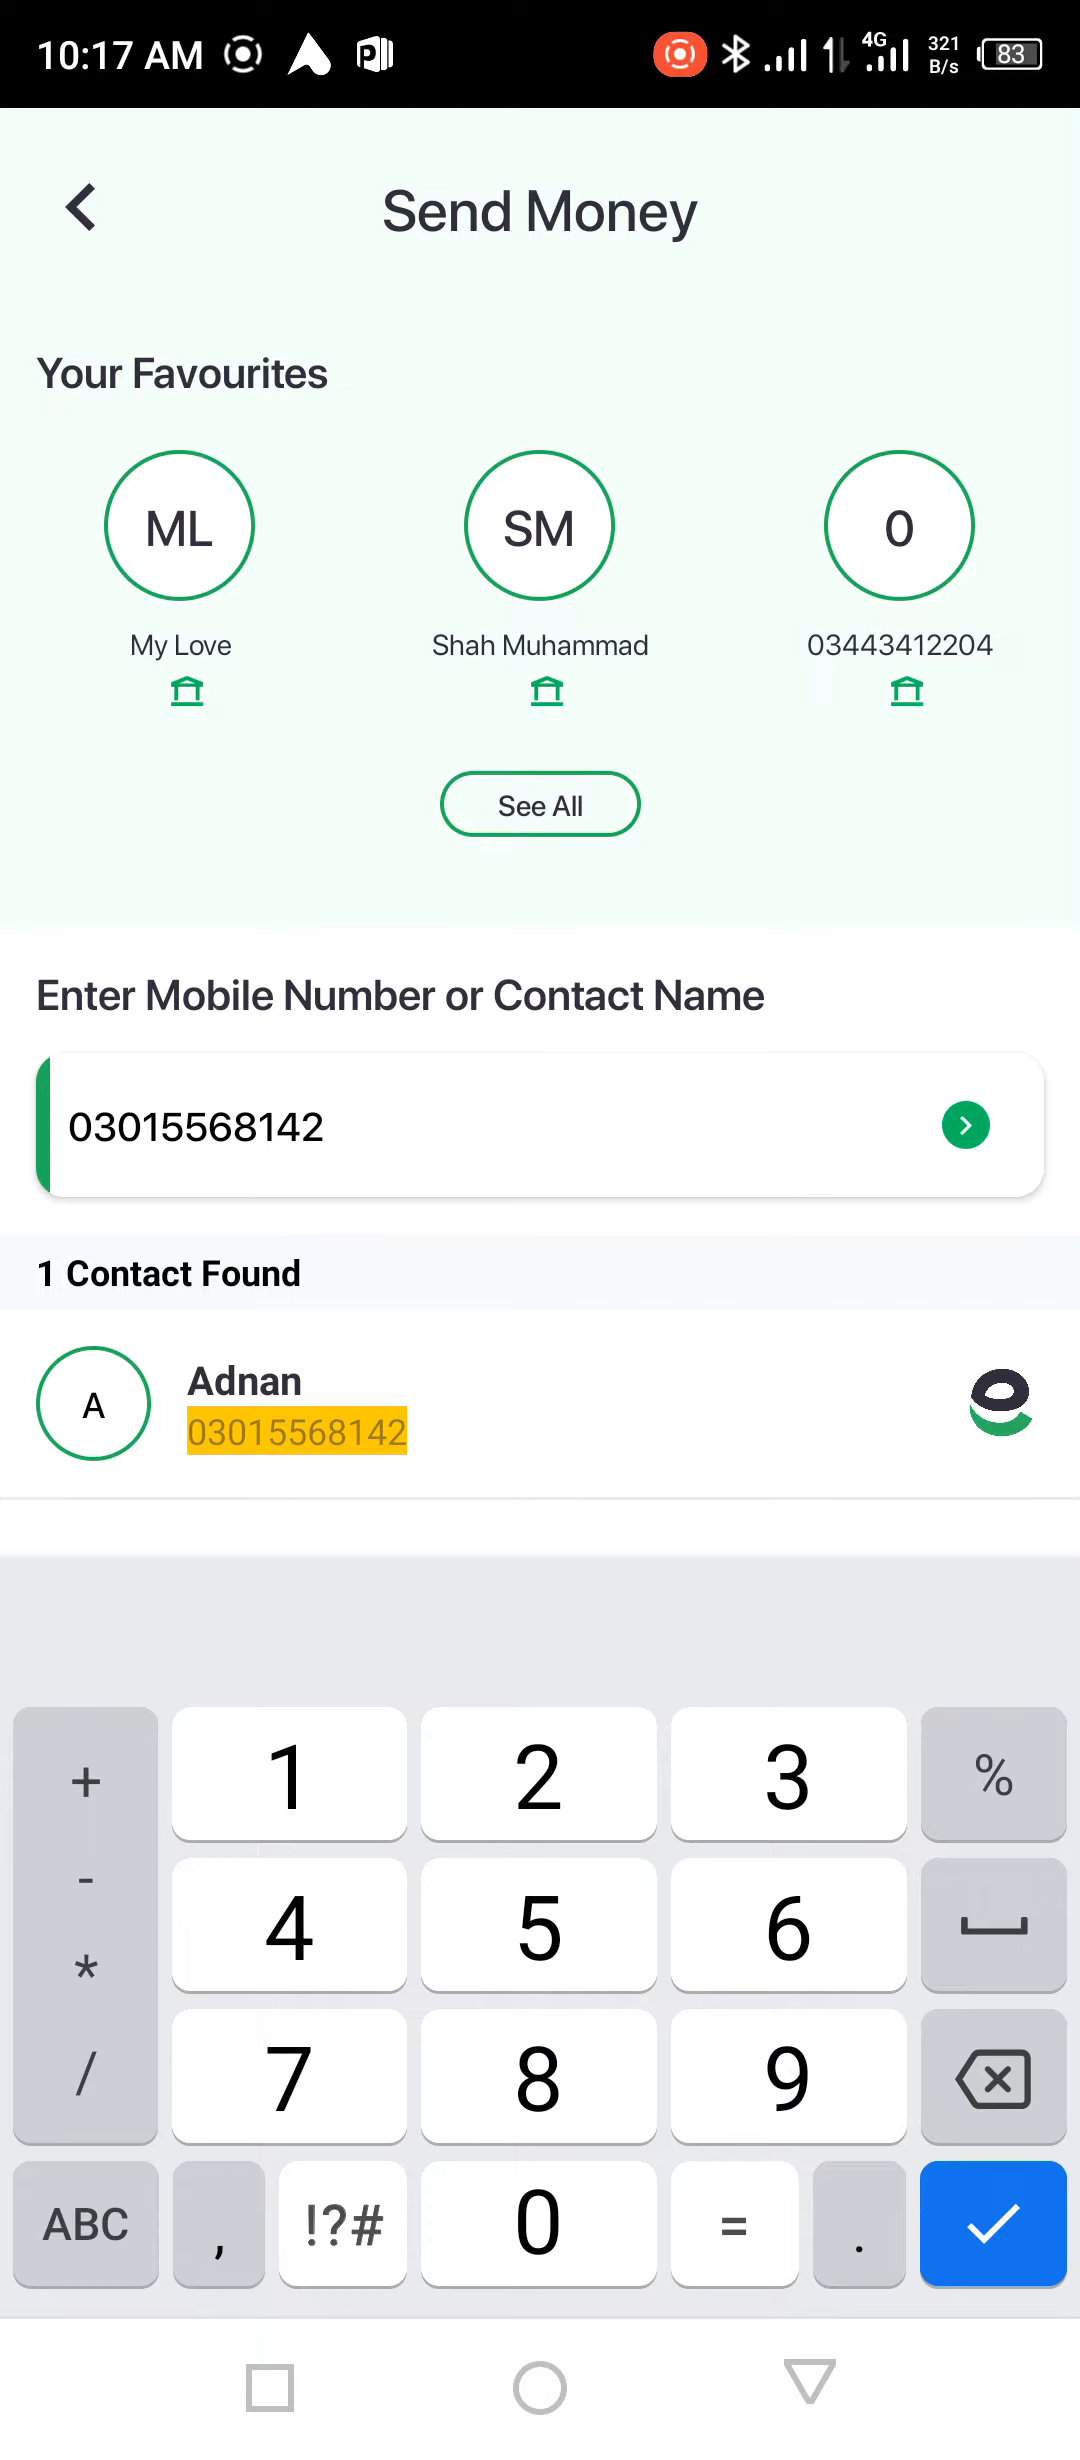 10:17 AM
4G
321
B/s
83
Send Money
Your Favourites
ML
SM
0
My Love
Shah Muhammad
03443412204
See All
Enter Mobile Number or Contact Name
03015568142
1 Contact Found
A
Adnan
03015568142
+ 1 2 3 %
- 4 5 6
*
/ 7 8 9
ABC , !?# 0 = .